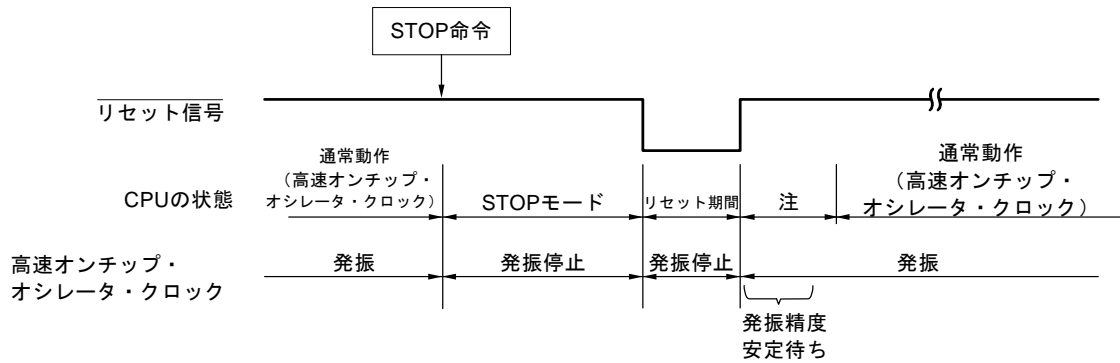 STOP命令
リセット信号
通常動作
（高速オンチップ・
オシレータ・クロック）
通常動作
（高速オンチップ・
オシレータ・クロック）
CPUの状態
STOPモード
リセット期間
注
高速オンチップ・
オシレータ・クロック
発振
発振停止
発振停止
発振
発振精度
安定待ち